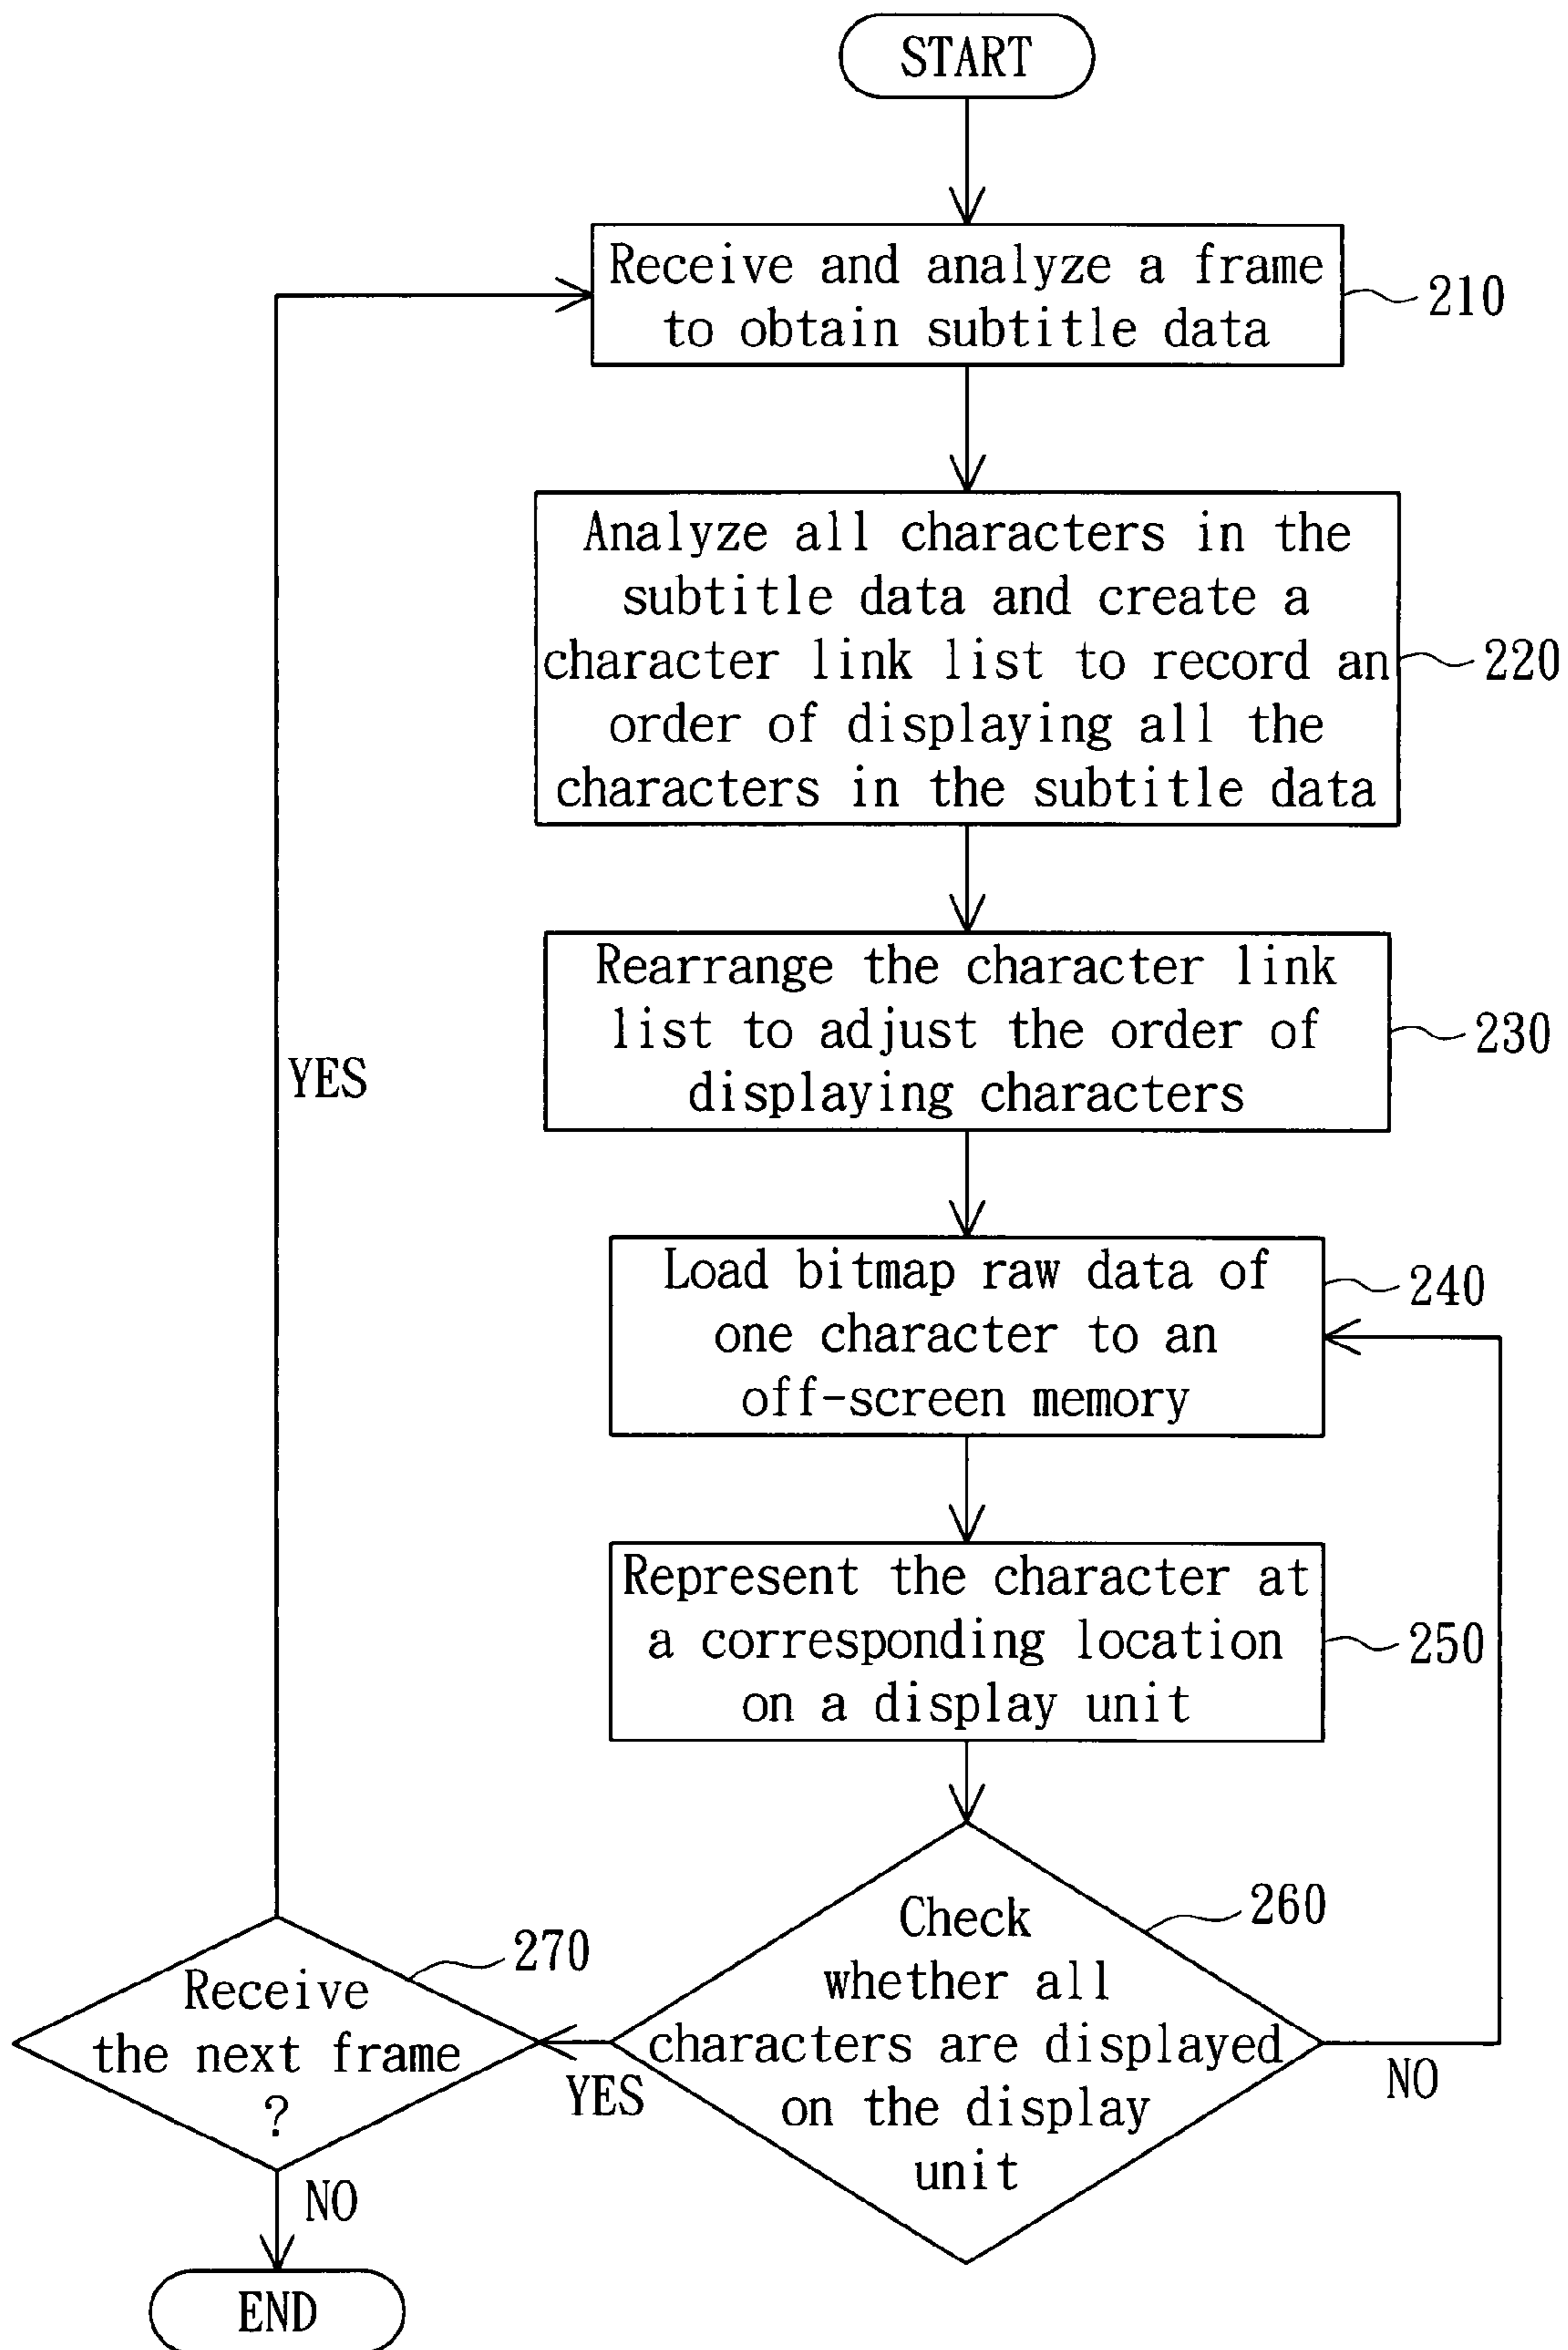 START
Receive and analyze a frame
to obtain subtitle data
210
Analyze all characters in the
subtitle data and create a
character link list to record an
order of displaying all the
characters in the subtitle data
220
Rearrange the character link
list to adjust the order of
displaying characters
230
YES
Load bitmap raw data of
one character to an
off-screen memory
240
Represent the character at
a corresponding location
on a display unit
250
Check
whether all
characters are displayed
on the display
unit
260
NO
YES
Receive
the next frame
?
270
NO
END